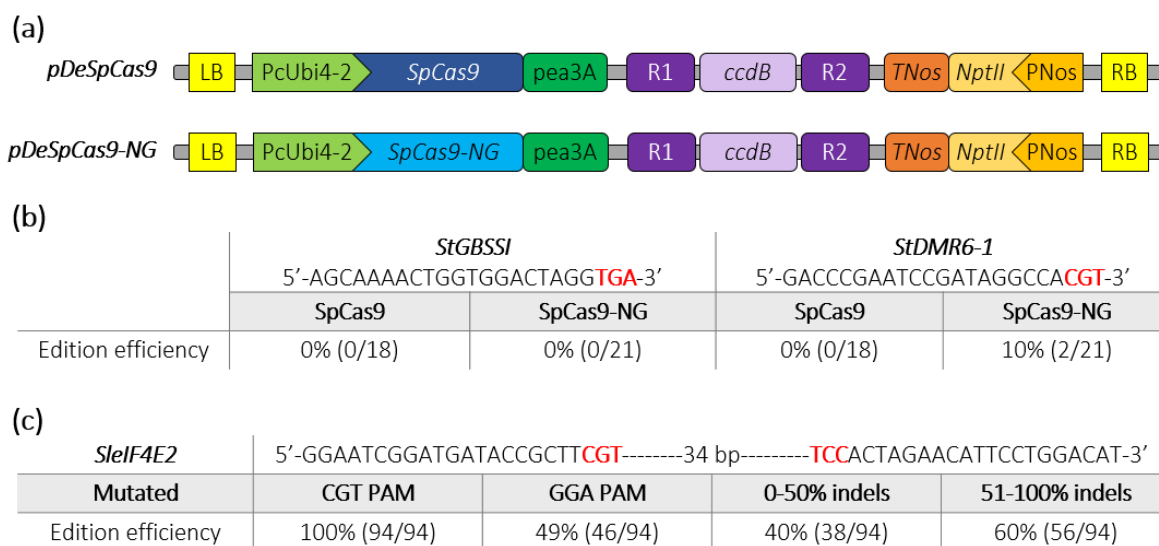 (a)
pDeSpCas9 LB PcUbi4-2 SpCas9 pea3A R1 ccdB R2 TNos NptII PNos RB
pDeSpCas9-NG LB PcUbi4-2 SpCas9-NG pea3A R1 ccdB R2 TNos NptII PNos RB
(b)
StGBSSI StDMR6-1
5’-AGCAAAACTGGTGGACTAGGTGA-3’ 5’-GACCCGAATCCGATAGGCCACGT-3’
SpCas9 SpCas9-NG SpCas9 SpCas9-NG
Edition efficiency 0% (0/18) 0% (0/21) 0% (0/18) 10% (2/21)
(c)
SleIF4E2 5’-GGAATCGGATGATACCGCTTCGT--------34 bp---------TCCACTAGAACATTCCTGGACAT-3’
Mutated CGT PAM GGA PAM 0-50% indels 51-100% indels
Edition efficiency 100% (94/94) 49% (46/94) 40% (38/94) 60% (56/94)